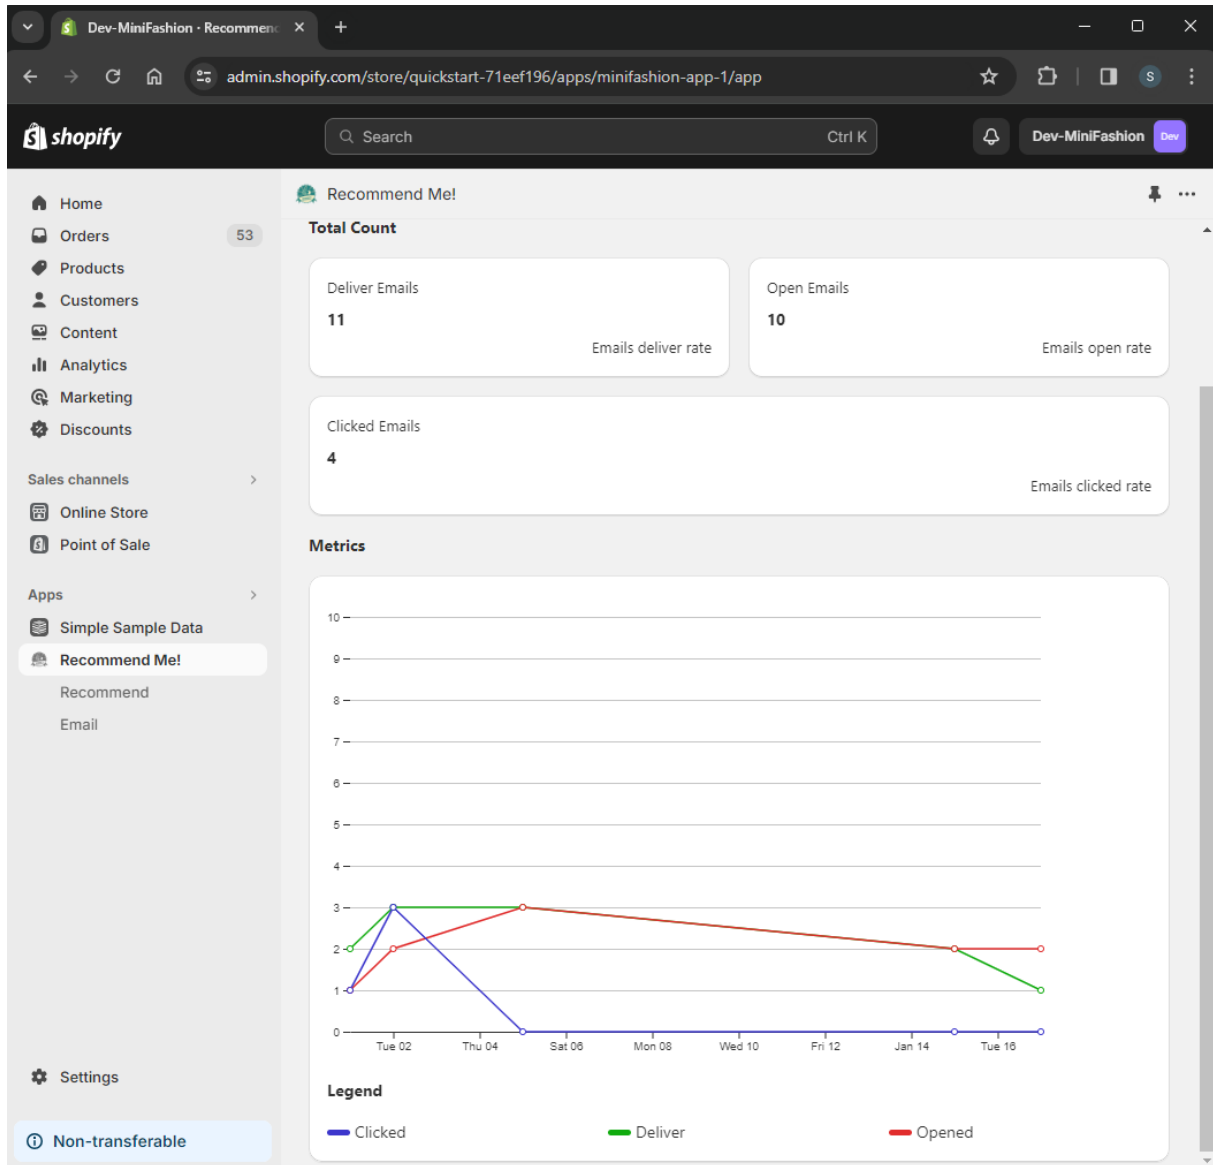 Dev-MiniFashion · Recommenc
admin.shopify.com/store/quickstart-71eef196/apps/minifashion-app-1/app
S
shopify
Search
Ctrl K
Dev-MiniFashion
Dev
Home
Orders
53
Products
Customers
Content
Analytics
Marketing
Discounts
Sales channels
Online Store
Point of Sale
Apps
Simple Sample Data
Recommend Me!
Recommend
Email
Settings
Non-transferable
Recommend Me!
Total Count
Deliver Emails
11
Emails deliver rate
Open Emails
10
Emails open rate
Clicked Emails
4
Emails clicked rate
Metrics
10
9
8
7
6
5
4
3
2
1
0
Tue 02 Thu 04 Sat 06 Mon 08 Wed 10 Fri 12 Jan 14 Tue 16
Legend
Clicked Deliver Opened